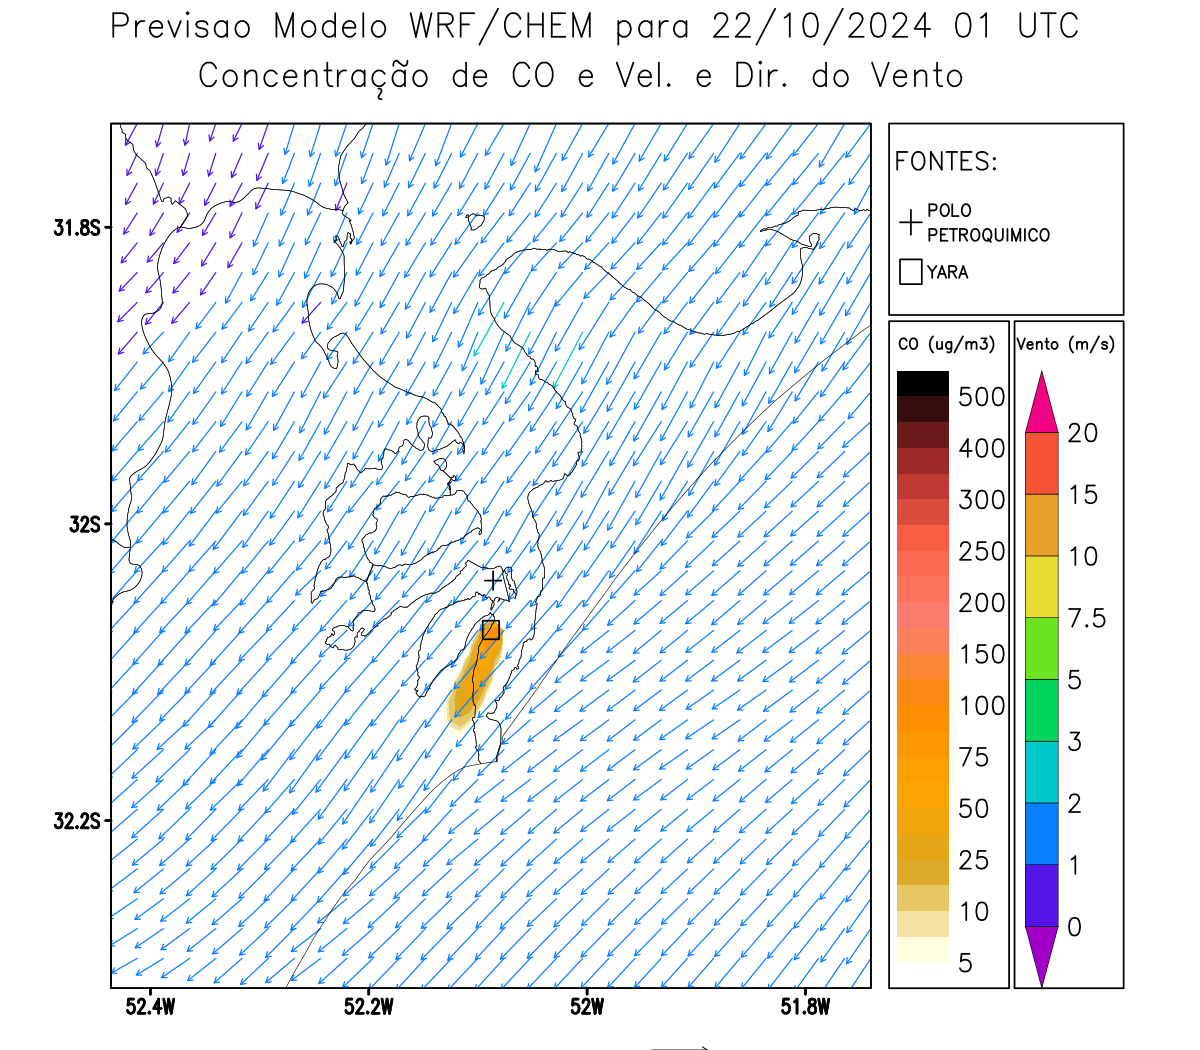 Previsao Modelo WRF/CHEM para 22/10/2024 01 UTC
Concentração de CO e Vel. e Dir. do Vento
FONTES:
POLO
PETROQUIMICO
YARA
CO (ug/m3)
500
400
300
250
200
150
100
75
50
25
10
5
Vento (m/s)
20
15
10
7.5
5
3
2
1
0
31.8S
32S
32.2S
52.4W
52.2W
52W
51.8W